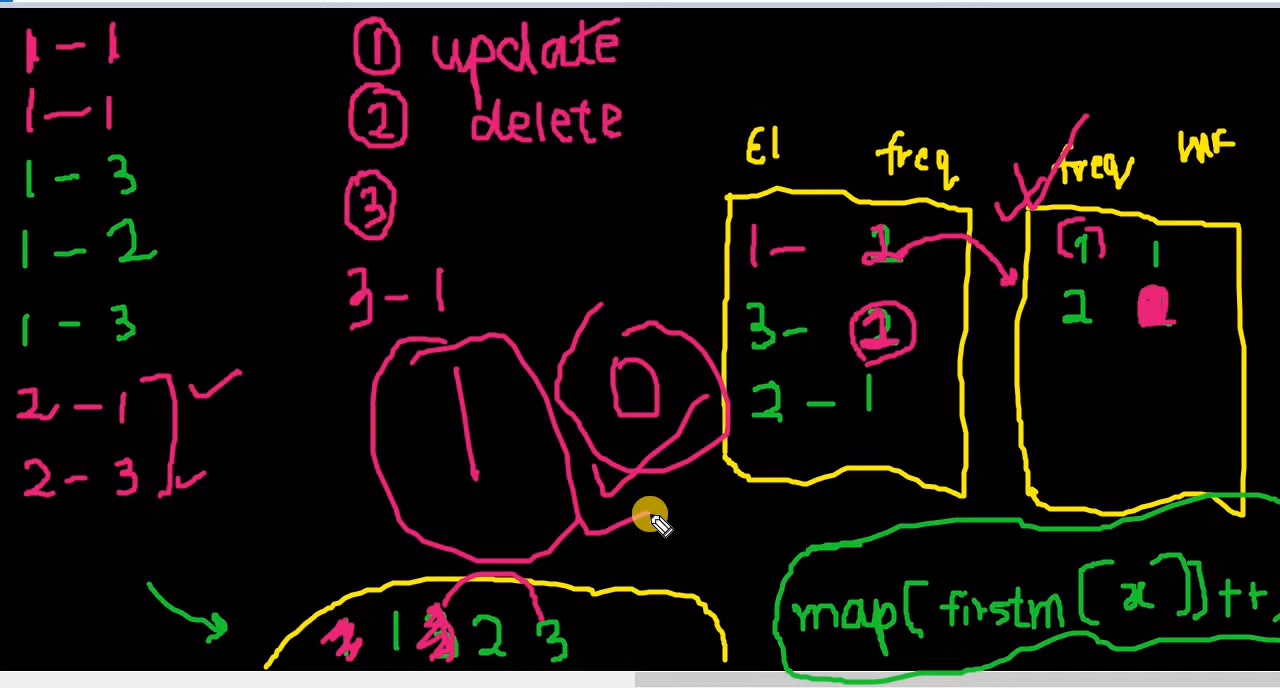 1 - 1
1 - 1
1 - 3
1 - 2
1 - 3
2 - 1
2 - 3
① update
② delete
③
3 - 1
1
0
El freq
1 -
3 -
2 - 1
freq MF
1 1
2
1 2 3
map[firstm[x]]++